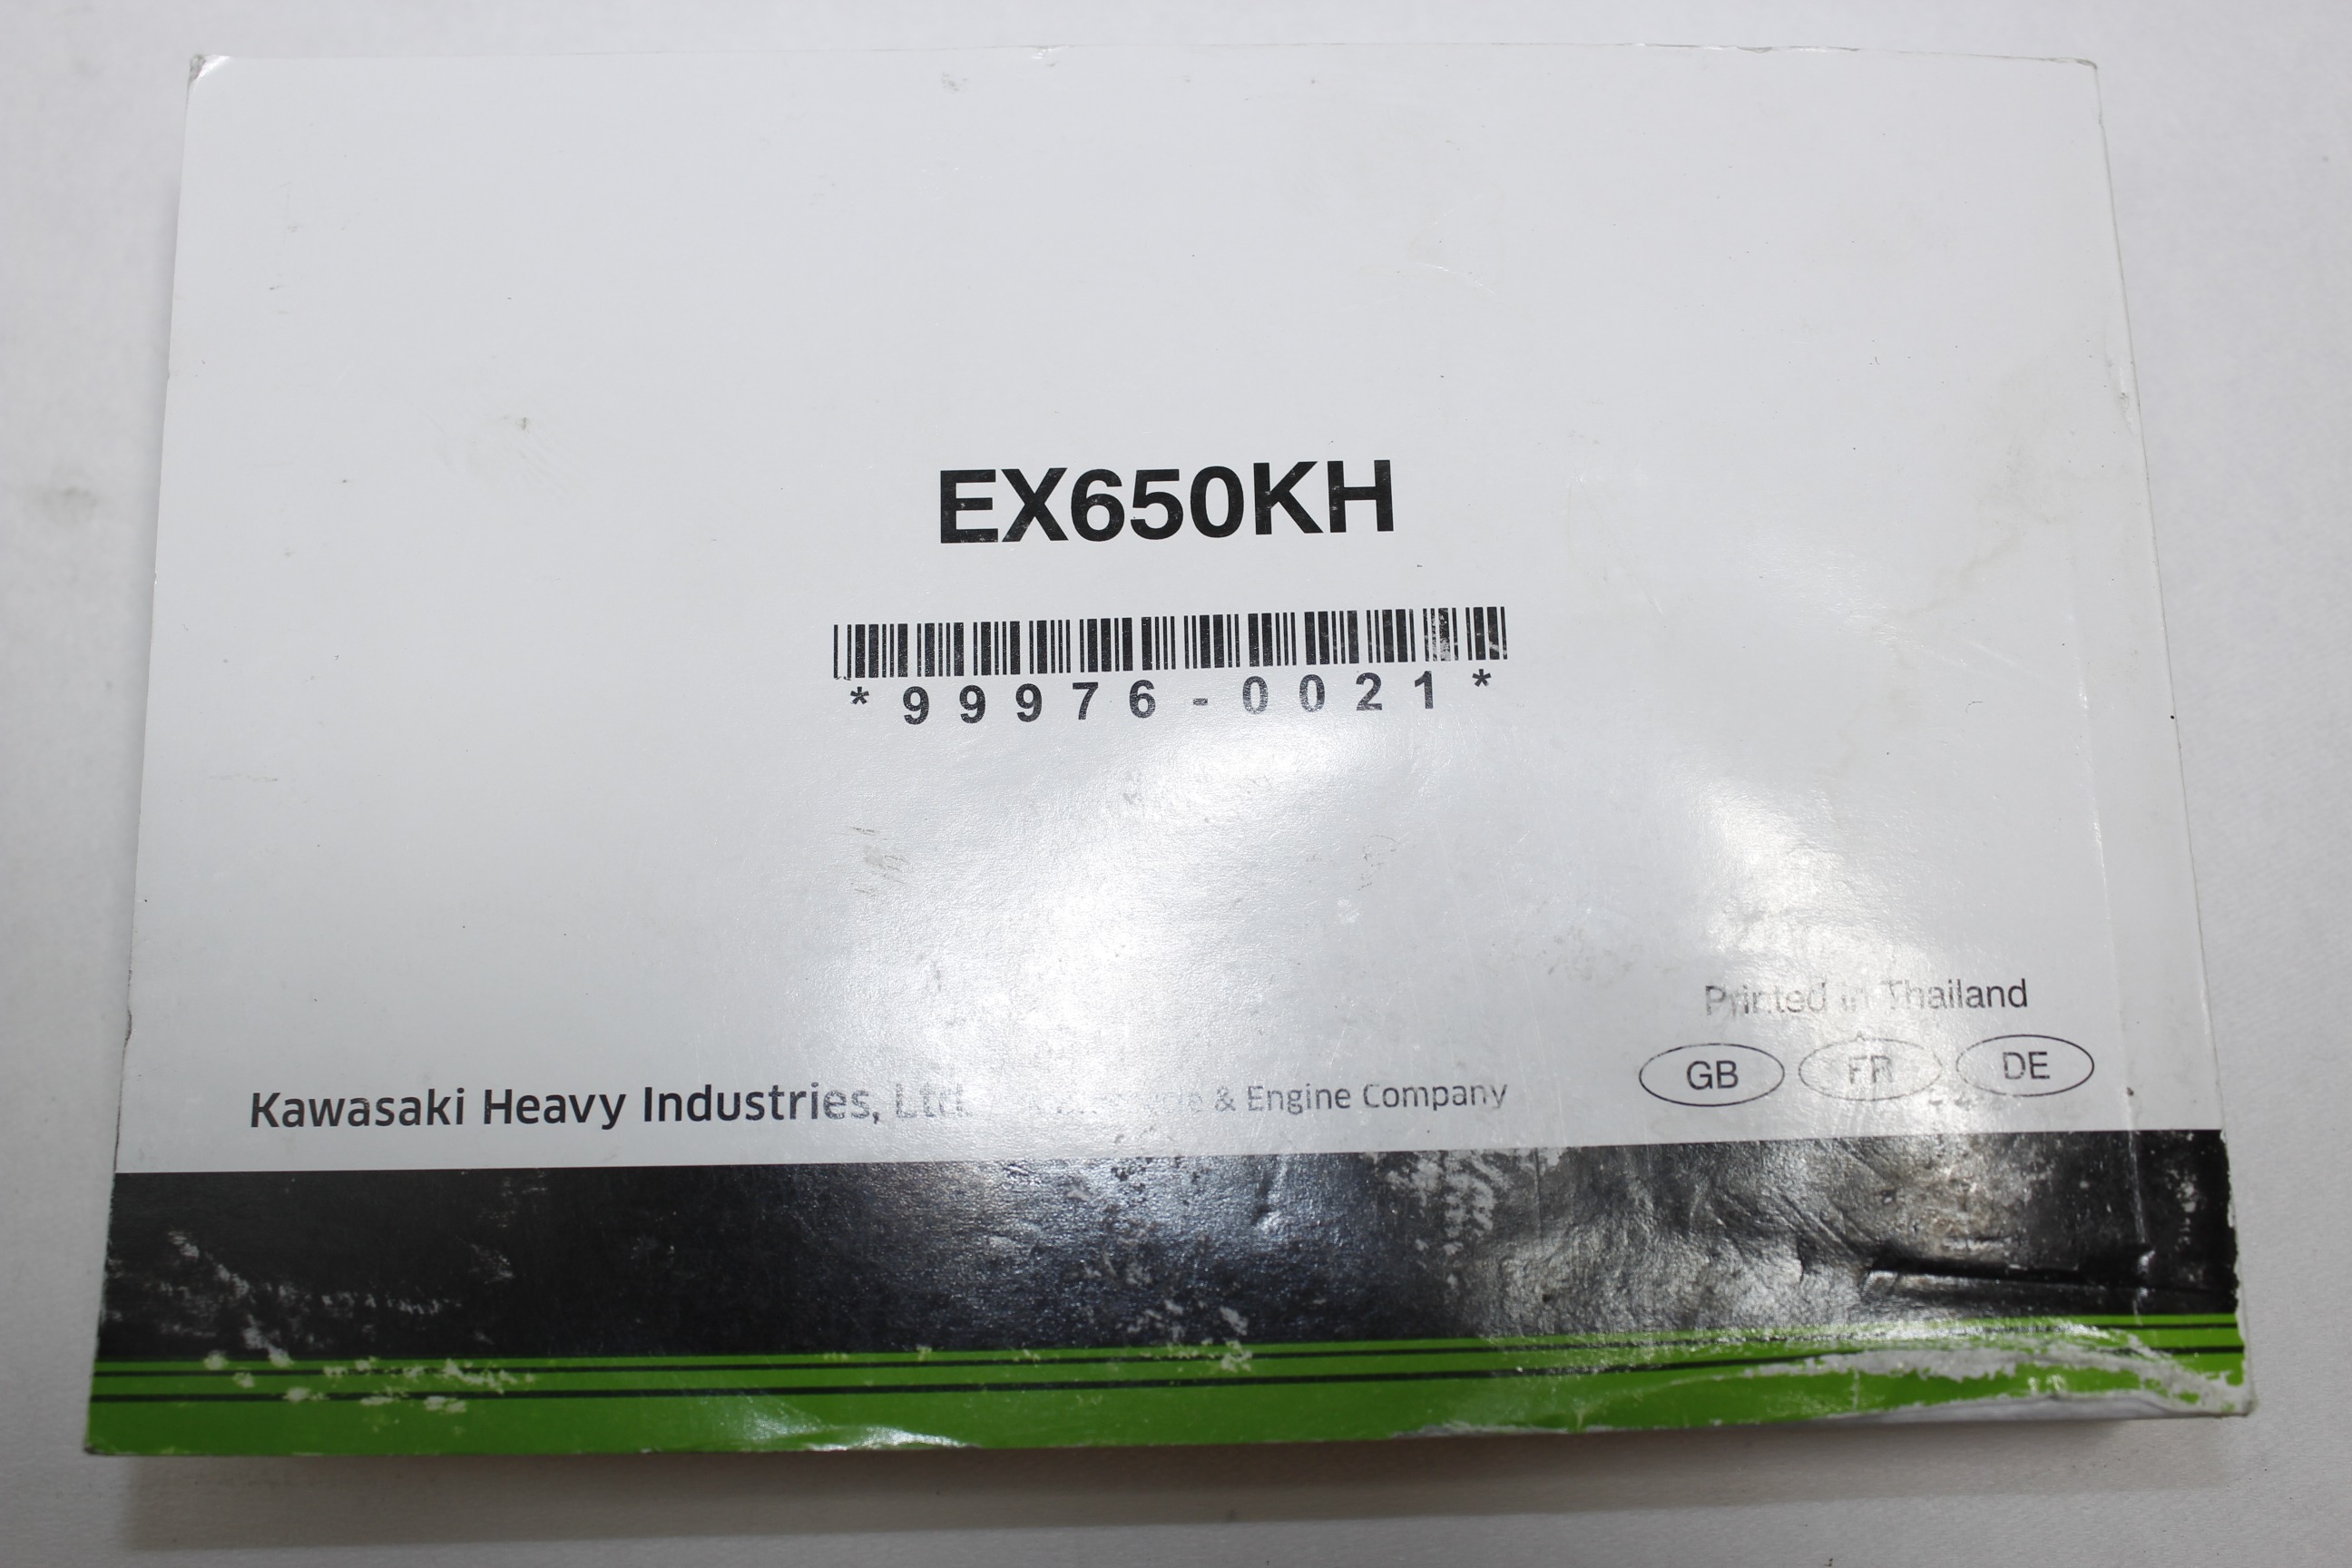 EX650KH
*99976-0021*
Printed in Thailand
GB FR DE
Kawasaki Heavy Industries, Ltd. & Engine Company